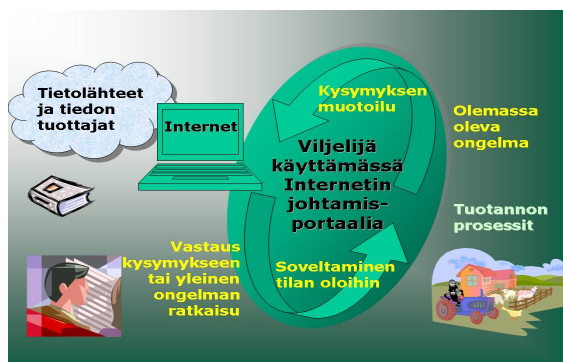 Tietolähteet
ja tiedon
tuottajat
Internet
Kysymyksen
muotoilu
Olemassa
oleva
ongelma
Viljelijä
käyttämässä
Internetin
johtamis-
portaalia
Tuotannon
prosessit
Vastaus
kysymykseen
tai yleinen
ongelman
ratkaisu
Soveltaminen
tilan oloihin